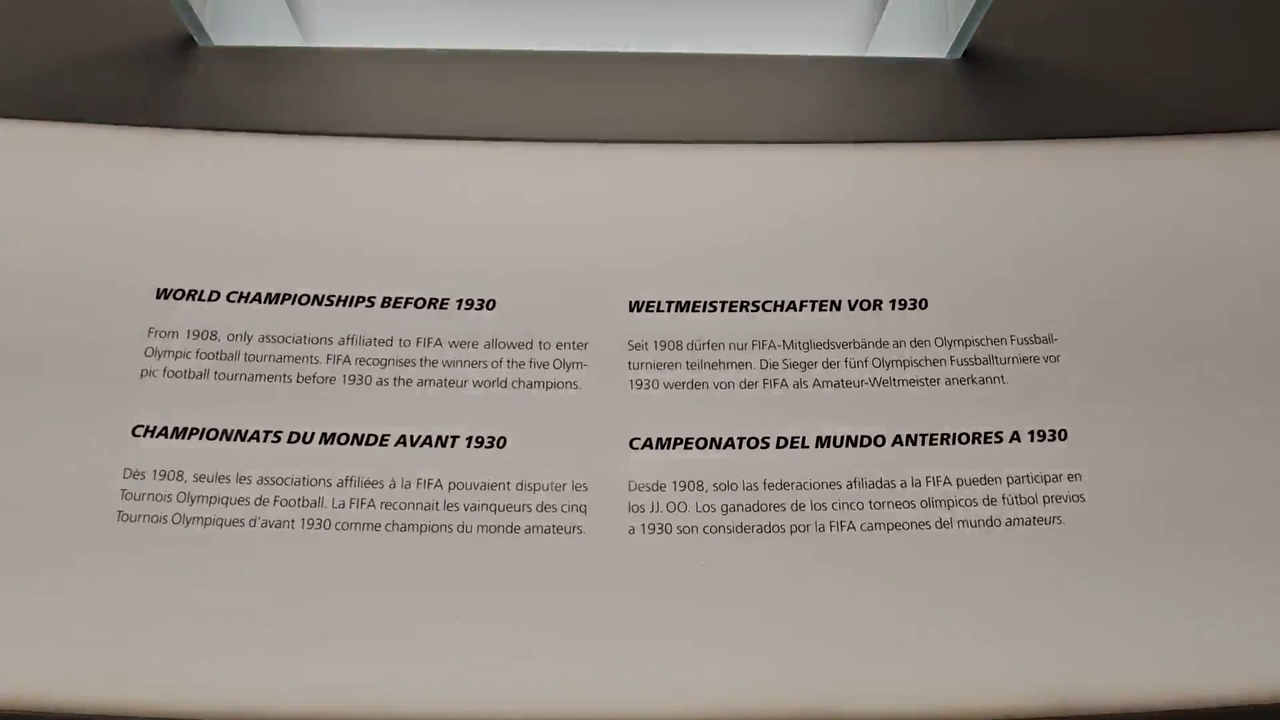 WORLD CHAMPIONSHIPS BEFORE 1930
From 1908, only associations affiliated to FIFA were allowed to enter
Olympic football tournaments. FIFA recognises the winners of the five Olym-
pic football tournaments before 1930 as the amateur world champions.
WELTMEISTERSCHAFTEN VOR 1930
Seit 1908 dürfen nur FIFA-Mitgliedsverbände an den Olympischen Fussball-
turnieren teilnehmen. Die Sieger der fünf Olympischen Fussballturniere vor
1930 werden von der FIFA als Amateur-Weltmeister anerkannt.
CHAMPIONNATS DU MONDE AVANT 1930
Dès 1908, seules les associations affiliées à la FIFA pouvaient disputer les
Tournois Olympiques de Football. La FIFA reconnait les vainqueurs des cinq
Tournois Olympiques d'avant 1930 comme champions du monde amateurs.
CAMPEONATOS DEL MUNDO ANTERIORES A 1930
Desde 1908, solo las federaciones afiliadas a la FIFA pueden participar en
los JJ. OO. Los ganadores de los cinco torneos olímpicos de fútbol previos
a 1930 son considerados por la FIFA campeones del mundo amateurs.